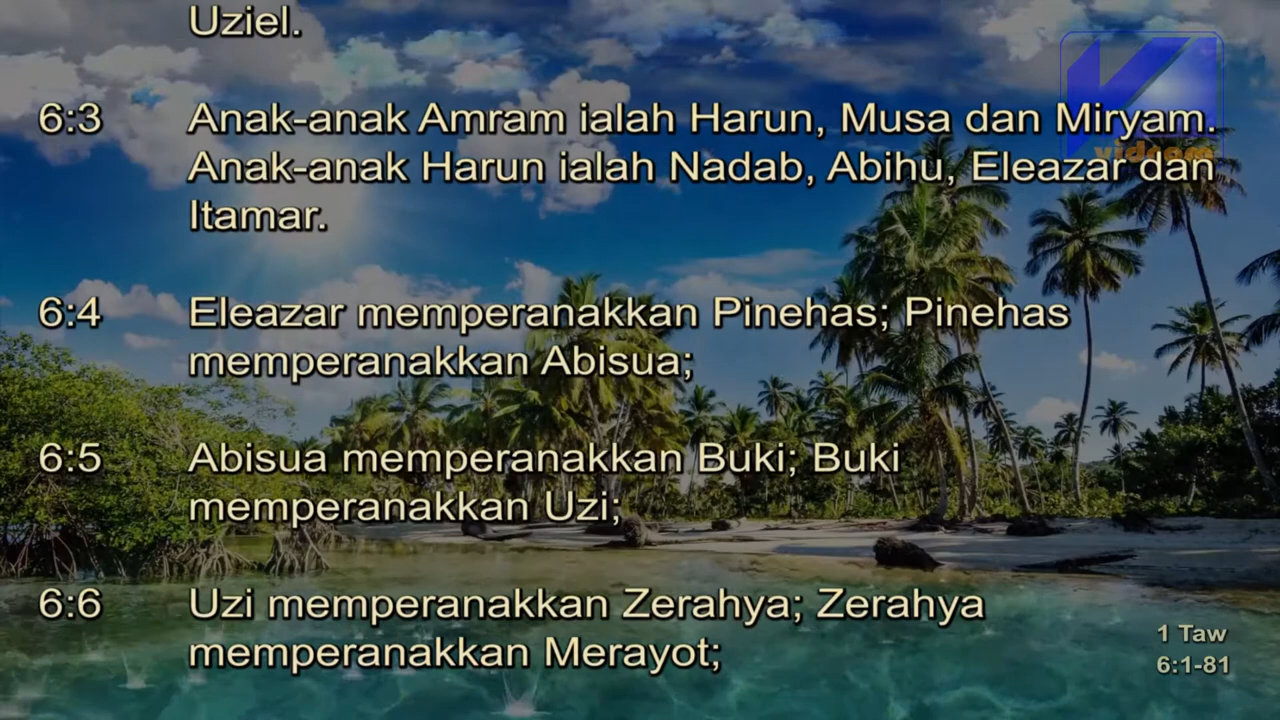 Uziel.
6:3 Anak-anak Amram ialah Harun, Musa dan Miryam.
Anak-anak Harun ialah Nadab, Abihu, Eleazar dan
Itamar.
6:4 Eleazar memperanakkan Pinehas; Pinehas
memperanakkan Abisua;
6:5 Abisua memperanakkan Buki; Buki
memperanakkan Uzi;
6:6 Uzi memperanakkan Zerahya; Zerahya
memperanakkan Merayot;
1 Taw
6:1-81
vidcam